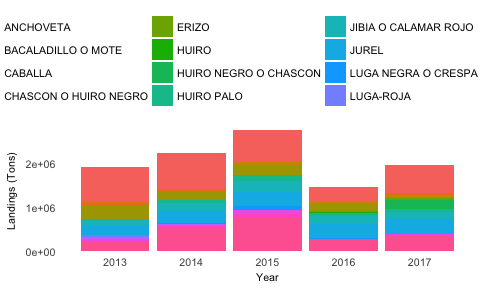 ANCHOVETA
ERIZO
JIBIA O CALAMAR ROJO
BACALADILLO O MOTE
HUIRO
JUREL
CABALLA
HUIRO NEGRO O CHASCON
LUGA NEGRA O CRESPA
CHASCON O HUIRO NEGRO
HUIRO PALO
LUGA-ROJA
Landings (Tons)
2e+06
1e+06
0e+00
2013 2014 2015 2016 2017
Year